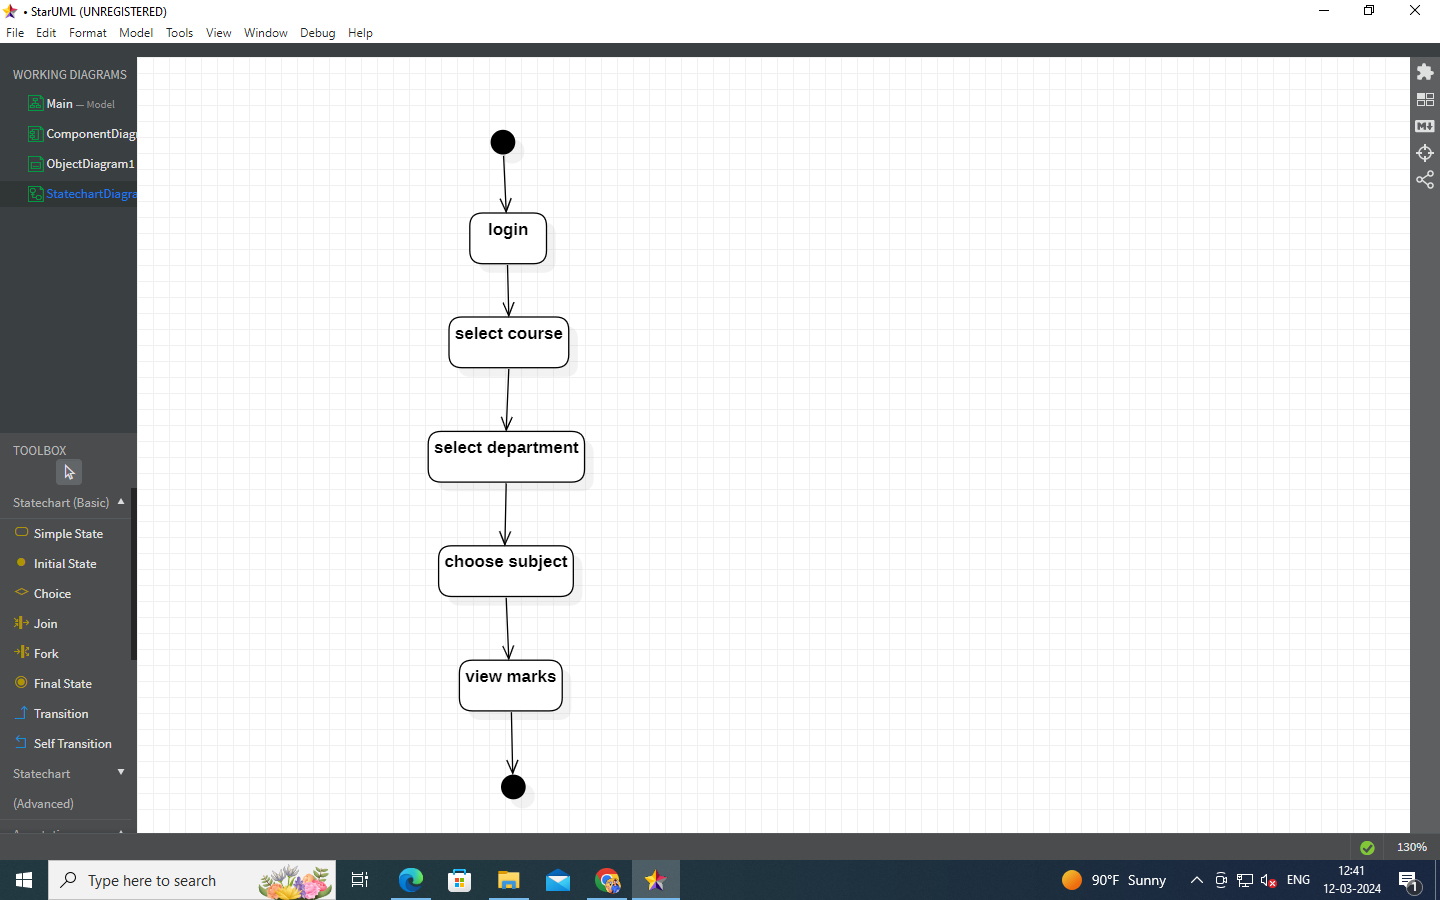 • StarUML (UNREGISTERED)
File Edit Format Model Tools View Window Debug Help
WORKING DIAGRAMS
Main — Model
ComponentDiagr
ObjectDiagram1
StatechartDiagra
TOOLBOX
Statechart (Basic)
Simple State
Initial State
Choice
Join
Fork
Final State
Transition
Self Transition
Statechart
(Advanced)
login
select course
select department
choose subject
view marks
M
130%
Type here to search
90°F Sunny
ENG
12:41
12-03-2024
1